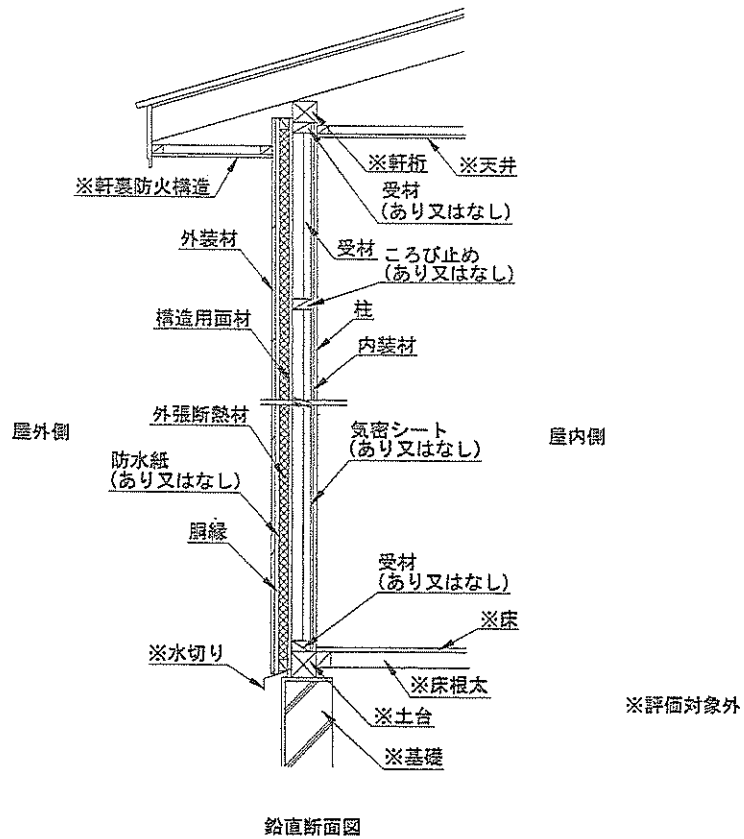 ※軒桁
※天井
※軒裏防火構造
受材
(あり又はなし)
外装材
受材
ころび止め
(あり又はなし)
構造用面材
柱
内装材
外張断熱材
屋外側
気密シート
(あり又はなし)
屋内側
防水紙
(あり又はなし)
胴縁
受材
(あり又はなし)
※床
※水切り
※床根太
※評価対象外
※土台
※基礎
鉛直断面図